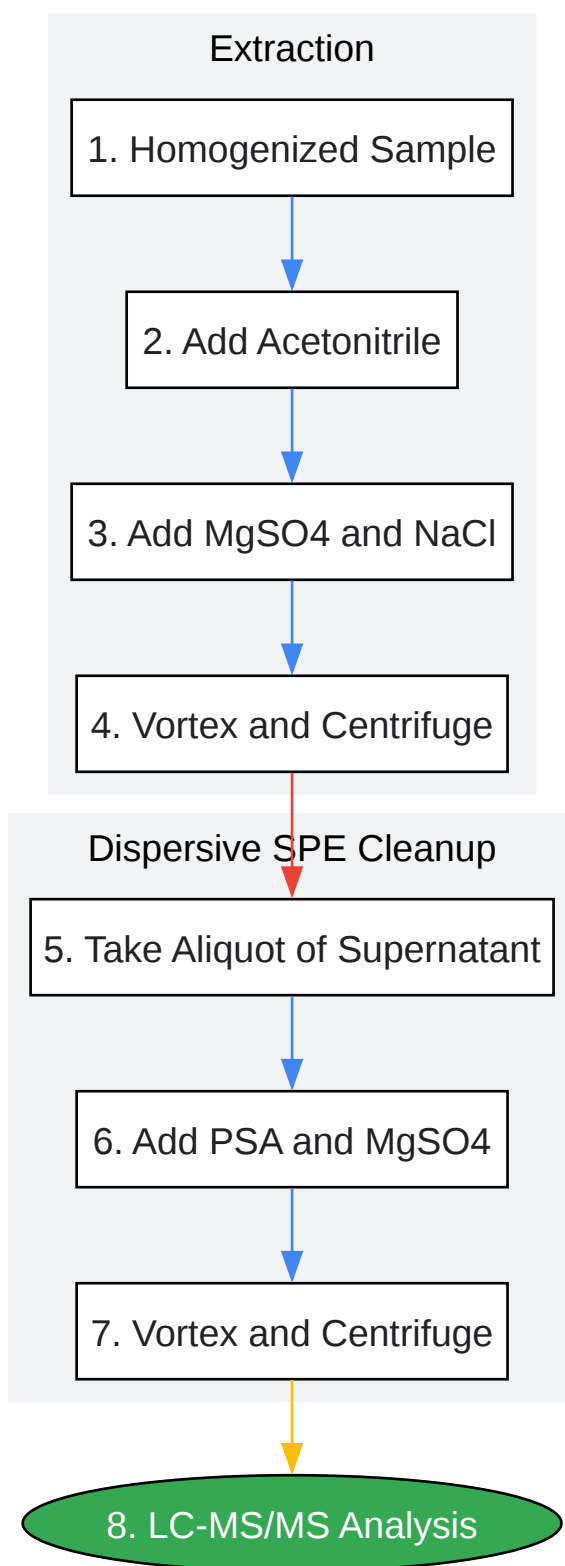 Extraction
1. Homogenized Sample
2. Add Acetonitrile
3. Add MgSO4 and NaCl
4. Vortex and Centrifuge
Dispersive SPE Cleanup
5. Take Aliquot of Supernatant
6. Add PSA and MgSO4
7. Vortex and Centrifuge
8. LC-MS/MS Analysis